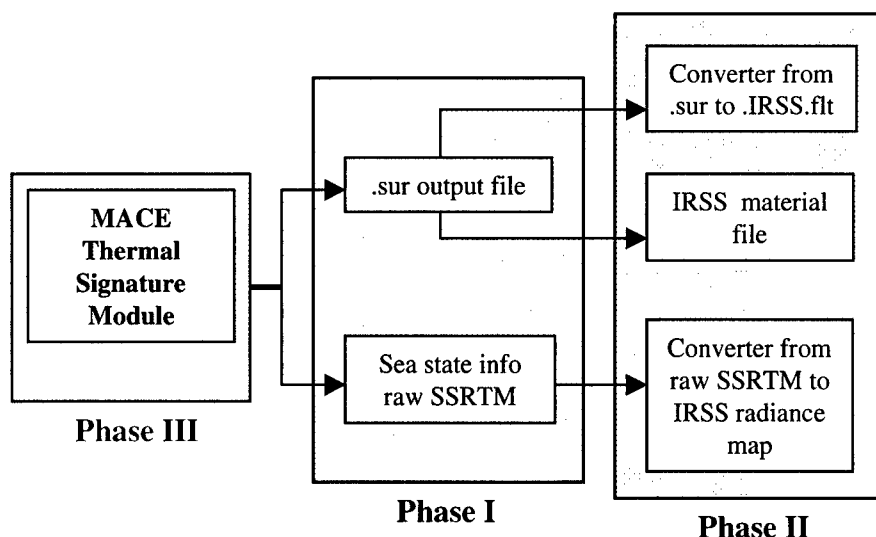 MACE
Thermal
Signature
Module
Phase III
.sur output file
Sea state info
raw SSRTM
Phase I
Converter from
.sur to .IRSS.flt
IRSS material
file
Converter from
raw SSRTM to
IRSS radiance
map
Phase II